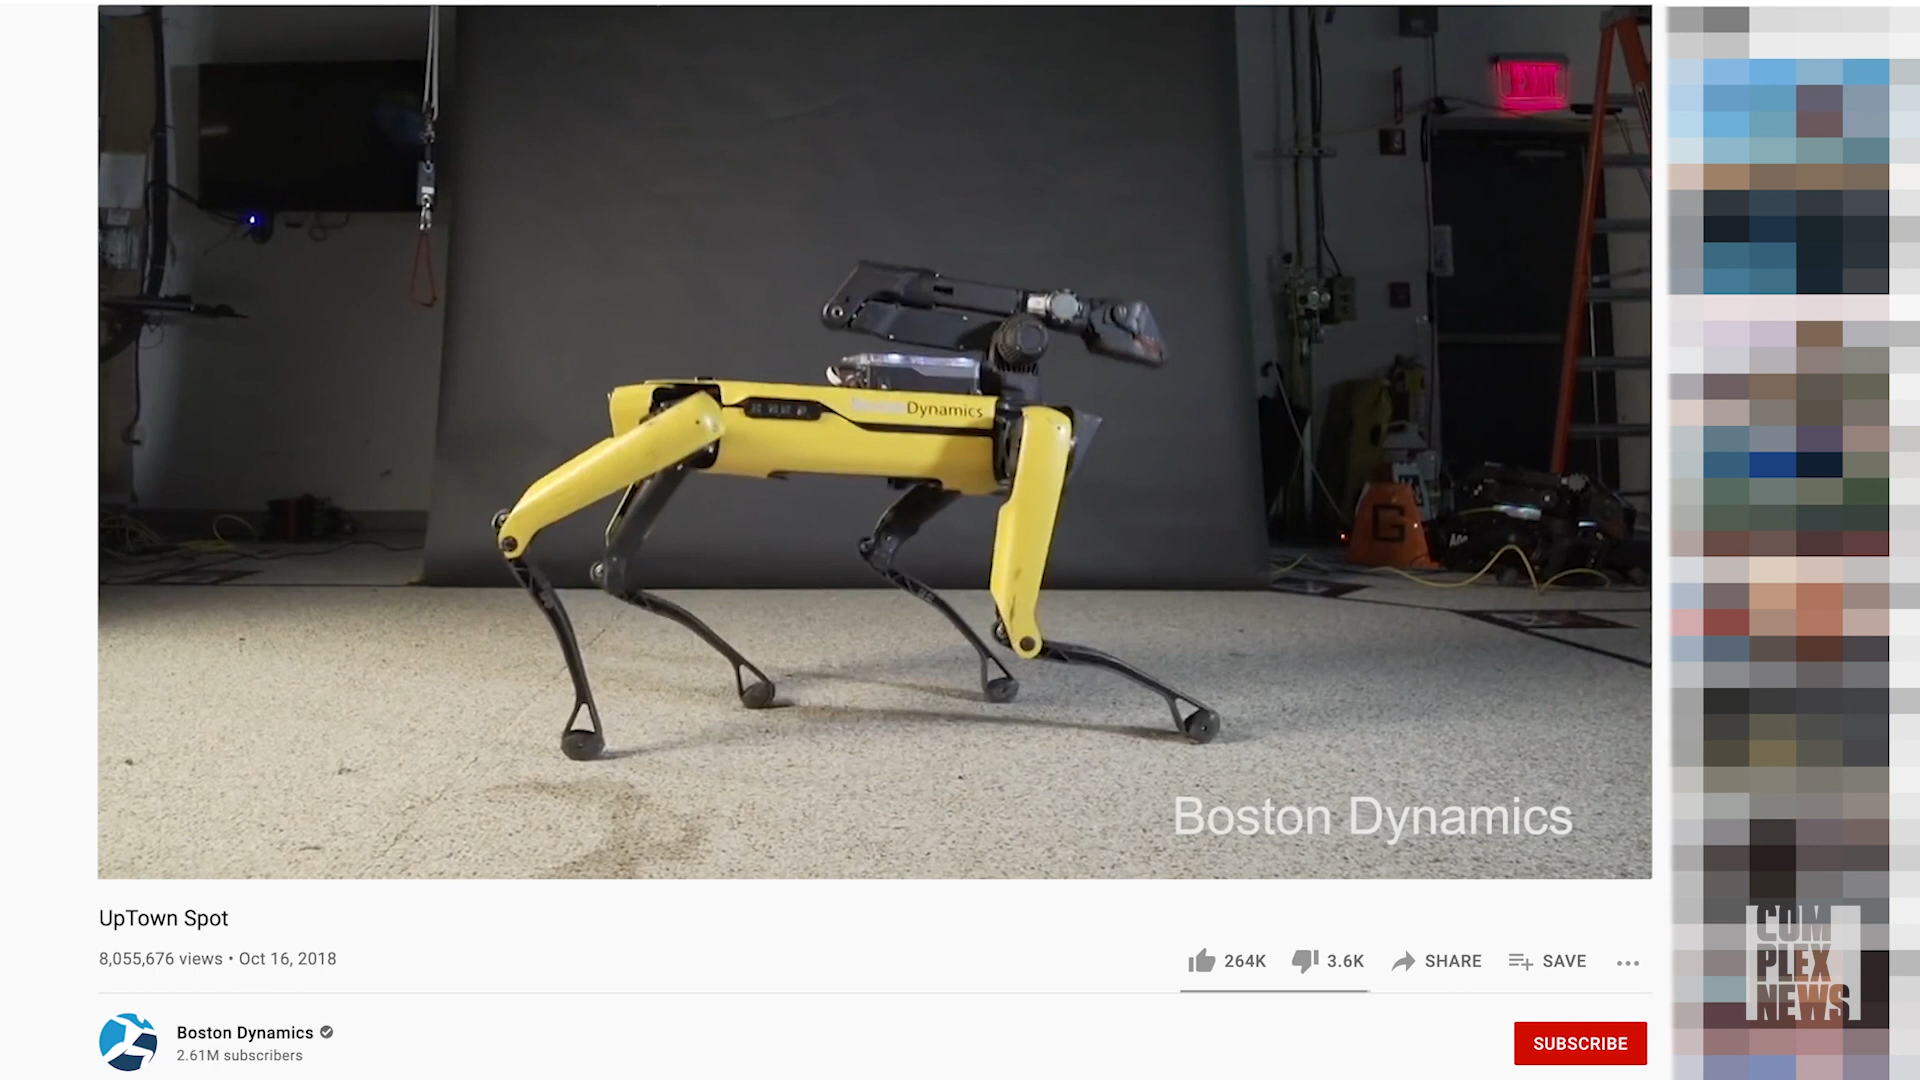 EXIT
Dynamics
G
Boston Dynamics
UpTown Spot
8,055,676 views • Oct 16, 2018
264K
3.6K
SHARE
SAVE
Boston Dynamics
2.61M subscribers
SUBSCRIBE
COM
PLEX
NEWS